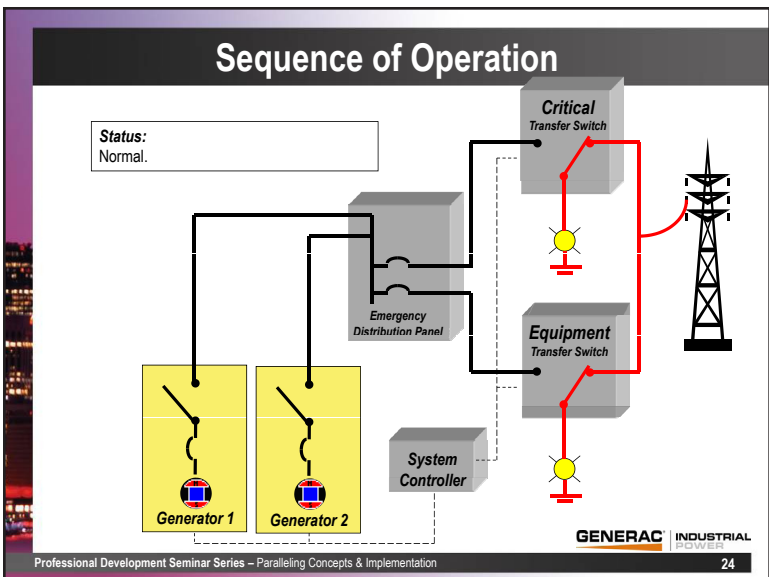 Sequence of Operation
Status:
Normal.
Critical
Transfer Switch
Emergency
Distribution Panel
Equipment
Transfer Switch
System
Controller
Generator 1
Generator 2
GENERAC INDUSTRIAL
POWER
Professional Development Seminar Series – Paralleling Concepts & Implementation
24